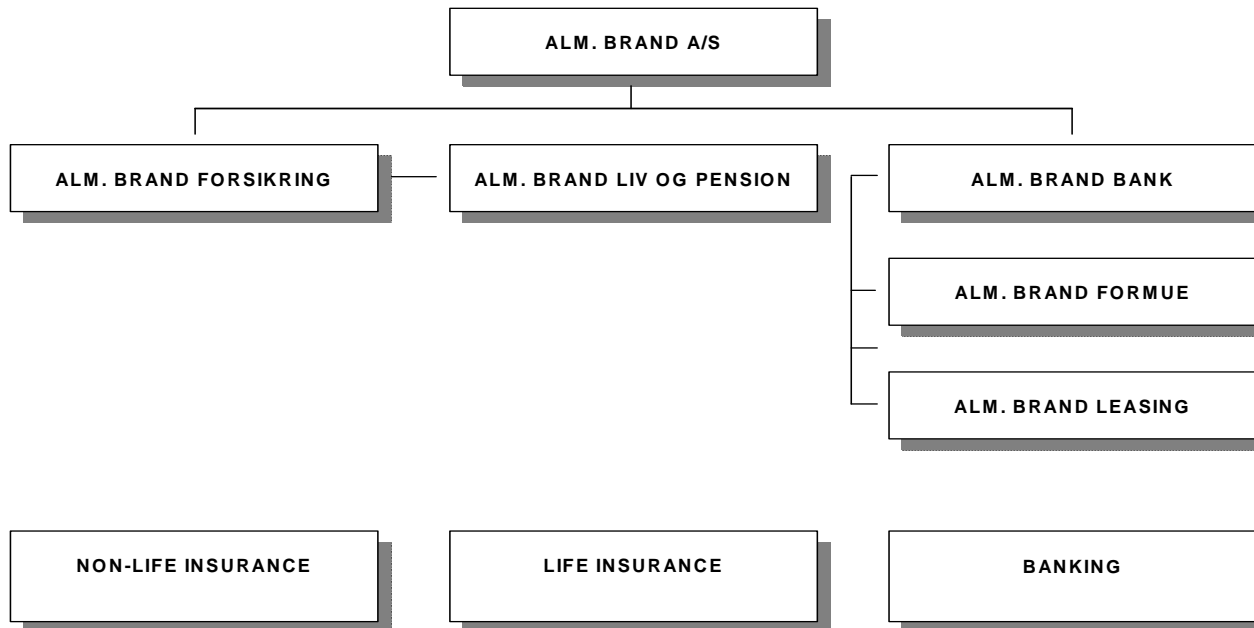 ALM. BRAND A/S
ALM. BRAND FORSIKRING
ALM. BRAND LIV OG PENSION
ALM. BRAND BANK
ALM. BRAND FORMUE
ALM. BRAND LEASING
NON-LIFE INSURANCE
LIFE INSURANCE
BANKING